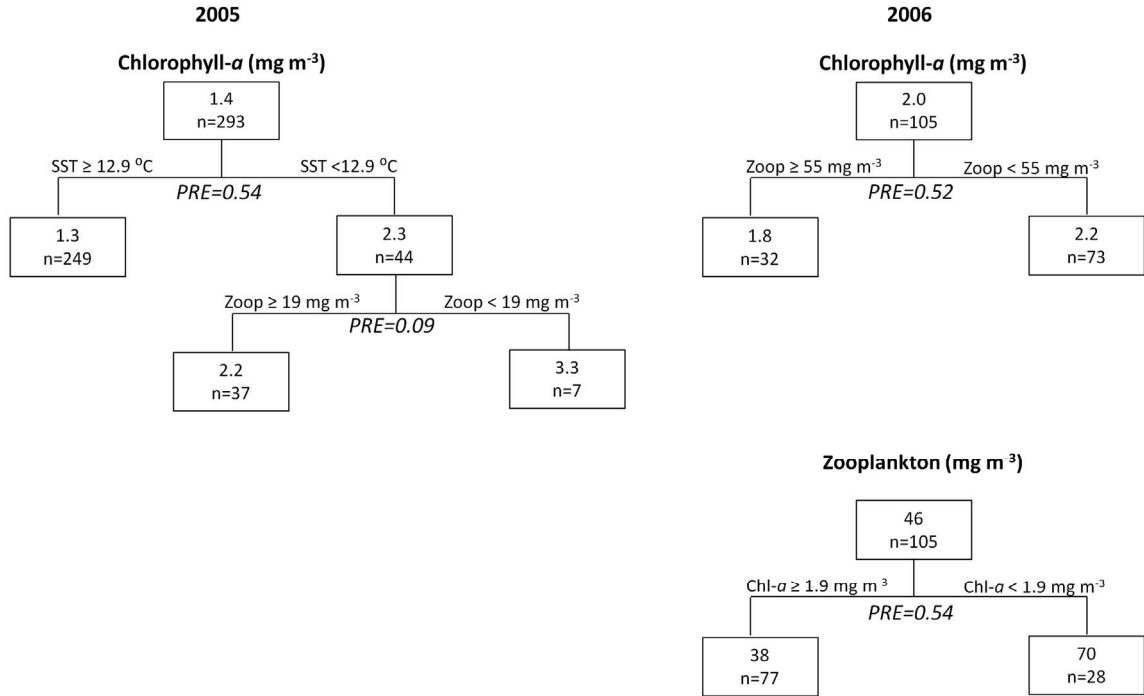 2005
Chlorophyll-a (mg m⁻³)
1.4
n=293
SST ≥ 12.9 ⁰C
SST <12.9 ⁰C
PRE=0.54
1.3
n=249
2.3
n=44
Zoop ≥ 19 mg m⁻³
Zoop < 19 mg m⁻³
PRE=0.09
2.2
n=37
3.3
n=7
2006
Chlorophyll-a (mg m⁻³)
2.0
n=105
Zoop ≥ 55 mg m⁻³
Zoop < 55 mg m⁻³
PRE=0.52
1.8
n=32
2.2
n=73
Zooplankton (mg m⁻³)
46
n=105
Chl-a ≥ 1.9 mg m ³
Chl-a < 1.9 mg m⁻³
PRE=0.54
38
n=77
70
n=28